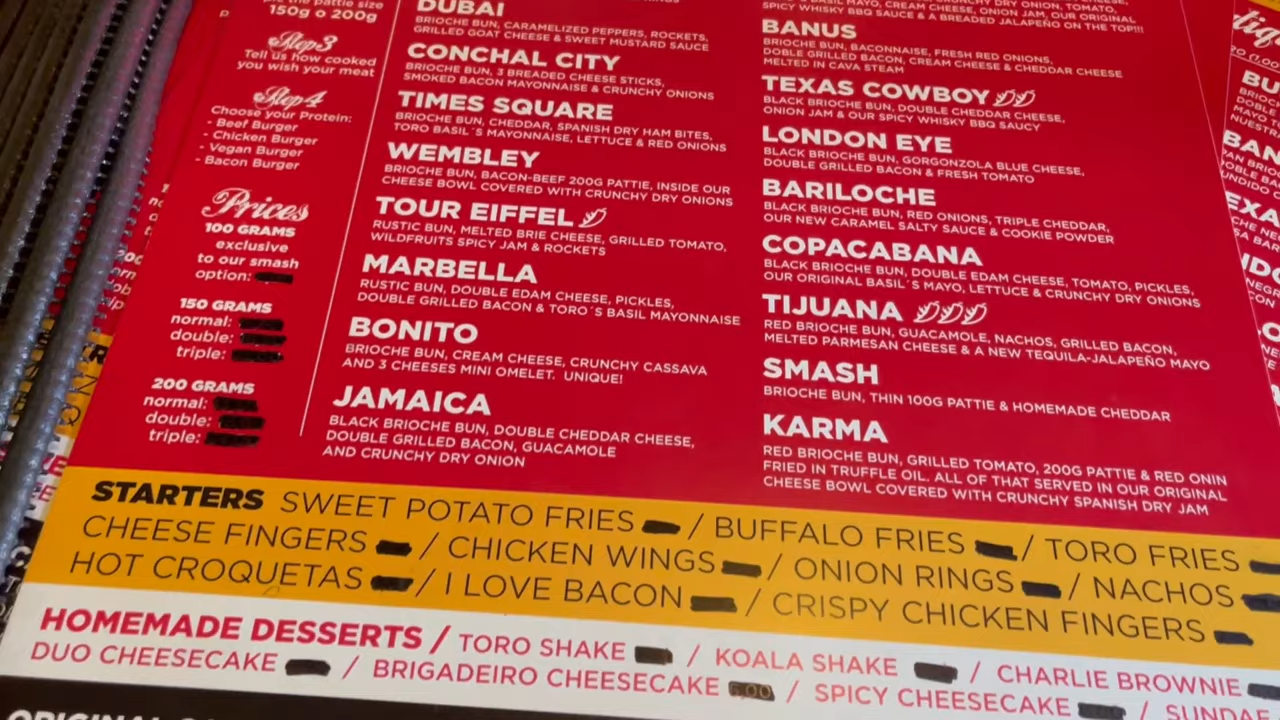 150g o 200g
Step3
Tell us how cooked
you wish your meat
Step4
Choose your Protein:
- Beef Burger
- Chicken Burger
- Vegan Burger
- Bacon Burger
Prices
100 GRAMS
exclusive
to our smash
option:
150 GRAMS
normal:
double:
triple:
200 GRAMS
normal:
double:
triple:
DUBAI
BRIOCHE BUN, CARAMELIZED PEPPERS, ROCKETS,
GRILLED GOAT CHEESE & SWEET MUSTARD SAUCE
CONCHAL CITY
BRIOCHE BUN, 3 BREADED CHEESE STICKS,
SMOKED BACON MAYONNAISE & CRUNCHY ONIONS
TIMES SQUARE
BRIOCHE BUN, CHEDDAR, SPANISH DRY HAM BITES,
TORO BASIL´S MAYONNAISE, LETTUCE & RED ONIONS
WEMBLEY
BRIOCHE BUN, BACON-BEEF 200G PATTIE, INSIDE OUR
CHEESE BOWL COVERED WITH CRUNCHY DRY ONIONS
TOUR EIFFEL
RUSTIC BUN, MELTED BRIE CHEESE, GRILLED TOMATO,
WILDFRUITS SPICY JAM & ROCKETS
MARBELLA
RUSTIC BUN, DOUBLE EDAM CHEESE, PICKLES,
DOUBLE GRILLED BACON & TORO´S BASIL MAYONNAISE
BONITO
BRIOCHE BUN, CREAM CHEESE, CRUNCHY CASSAVA
AND 3 CHEESES MINI OMELET. UNIQUE!
JAMAICA
BLACK BRIOCHE BUN, DOUBLE CHEDDAR CHEESE,
DOUBLE GRILLED BACON, GUACAMOLE
AND CRUNCHY DRY ONION
SPICY WHISKY BBQ SAUCE & A BREADED JALAPEÑO ON THE TOP!!!
BANUS
BRIOCHE BUN, BACONNAISE, FRESH RED ONIONS,
DOBLE GRILLED BACON, CREAM CHEESE & CHEDDAR CHEESE
MELTED IN CAVA STEAM
TEXAS COWBOY
BLACK BRIOCHE BUN, DOUBLE CHEDDAR CHEESE,
ONION JAM & OUR SPICY WHISKY BBQ SAUCY
LONDON EYE
BLACK BRIOCHE BUN, GORGONZOLA BLUE CHEESE,
DOUBLE GRILLED BACON & FRESH TOMATO
BARILOCHE
BLACK BRIOCHE BUN, RED ONIONS, TRIPLE CHEDDAR,
OUR NEW CARAMEL SALTY SAUCE & COOKIE POWDER
COPACABANA
BLACK BRIOCHE BUN, DOUBLE EDAM CHEESE, TOMATO, PICKLES,
OUR ORIGINAL BASIL´S MAYO, LETTUCE & CRUNCHY DRY ONIONS
TIJUANA
RED BRIOCHE BUN, GUACAMOLE, NACHOS, GRILLED BACON,
MELTED PARMESAN CHEESE & A NEW TEQUILA-JALAPEÑO MAYO
SMASH
BRIOCHE BUN, THIN 100G PATTIE & HOMEMADE CHEDDAR
KARMA
RED BRIOCHE BUN, GRILLED TOMATO, 200G PATTIE & RED ONIN
FRIED IN TRUFFLE OIL. ALL OF THAT SERVED IN OUR ORIGINAL
CHEESE BOWL COVERED WITH CRUNCHY SPANISH DRY JAM
STARTERS SWEET POTATO FRIES / BUFFALO FRIES / TORO FRIES
CHEESE FINGERS / CHICKEN WINGS / ONION RINGS / NACHOS
HOT CROQUETAS / I LOVE BACON / CRISPY CHICKEN FINGERS
HOMEMADE DESSERTS / TORO SHAKE / KOALA SHAKE / CHARLIE BROWNIE
DUO CHEESECAKE / BRIGADEIRO CHEESECAKE / SPICY CHEESECAKE / SUNDAE